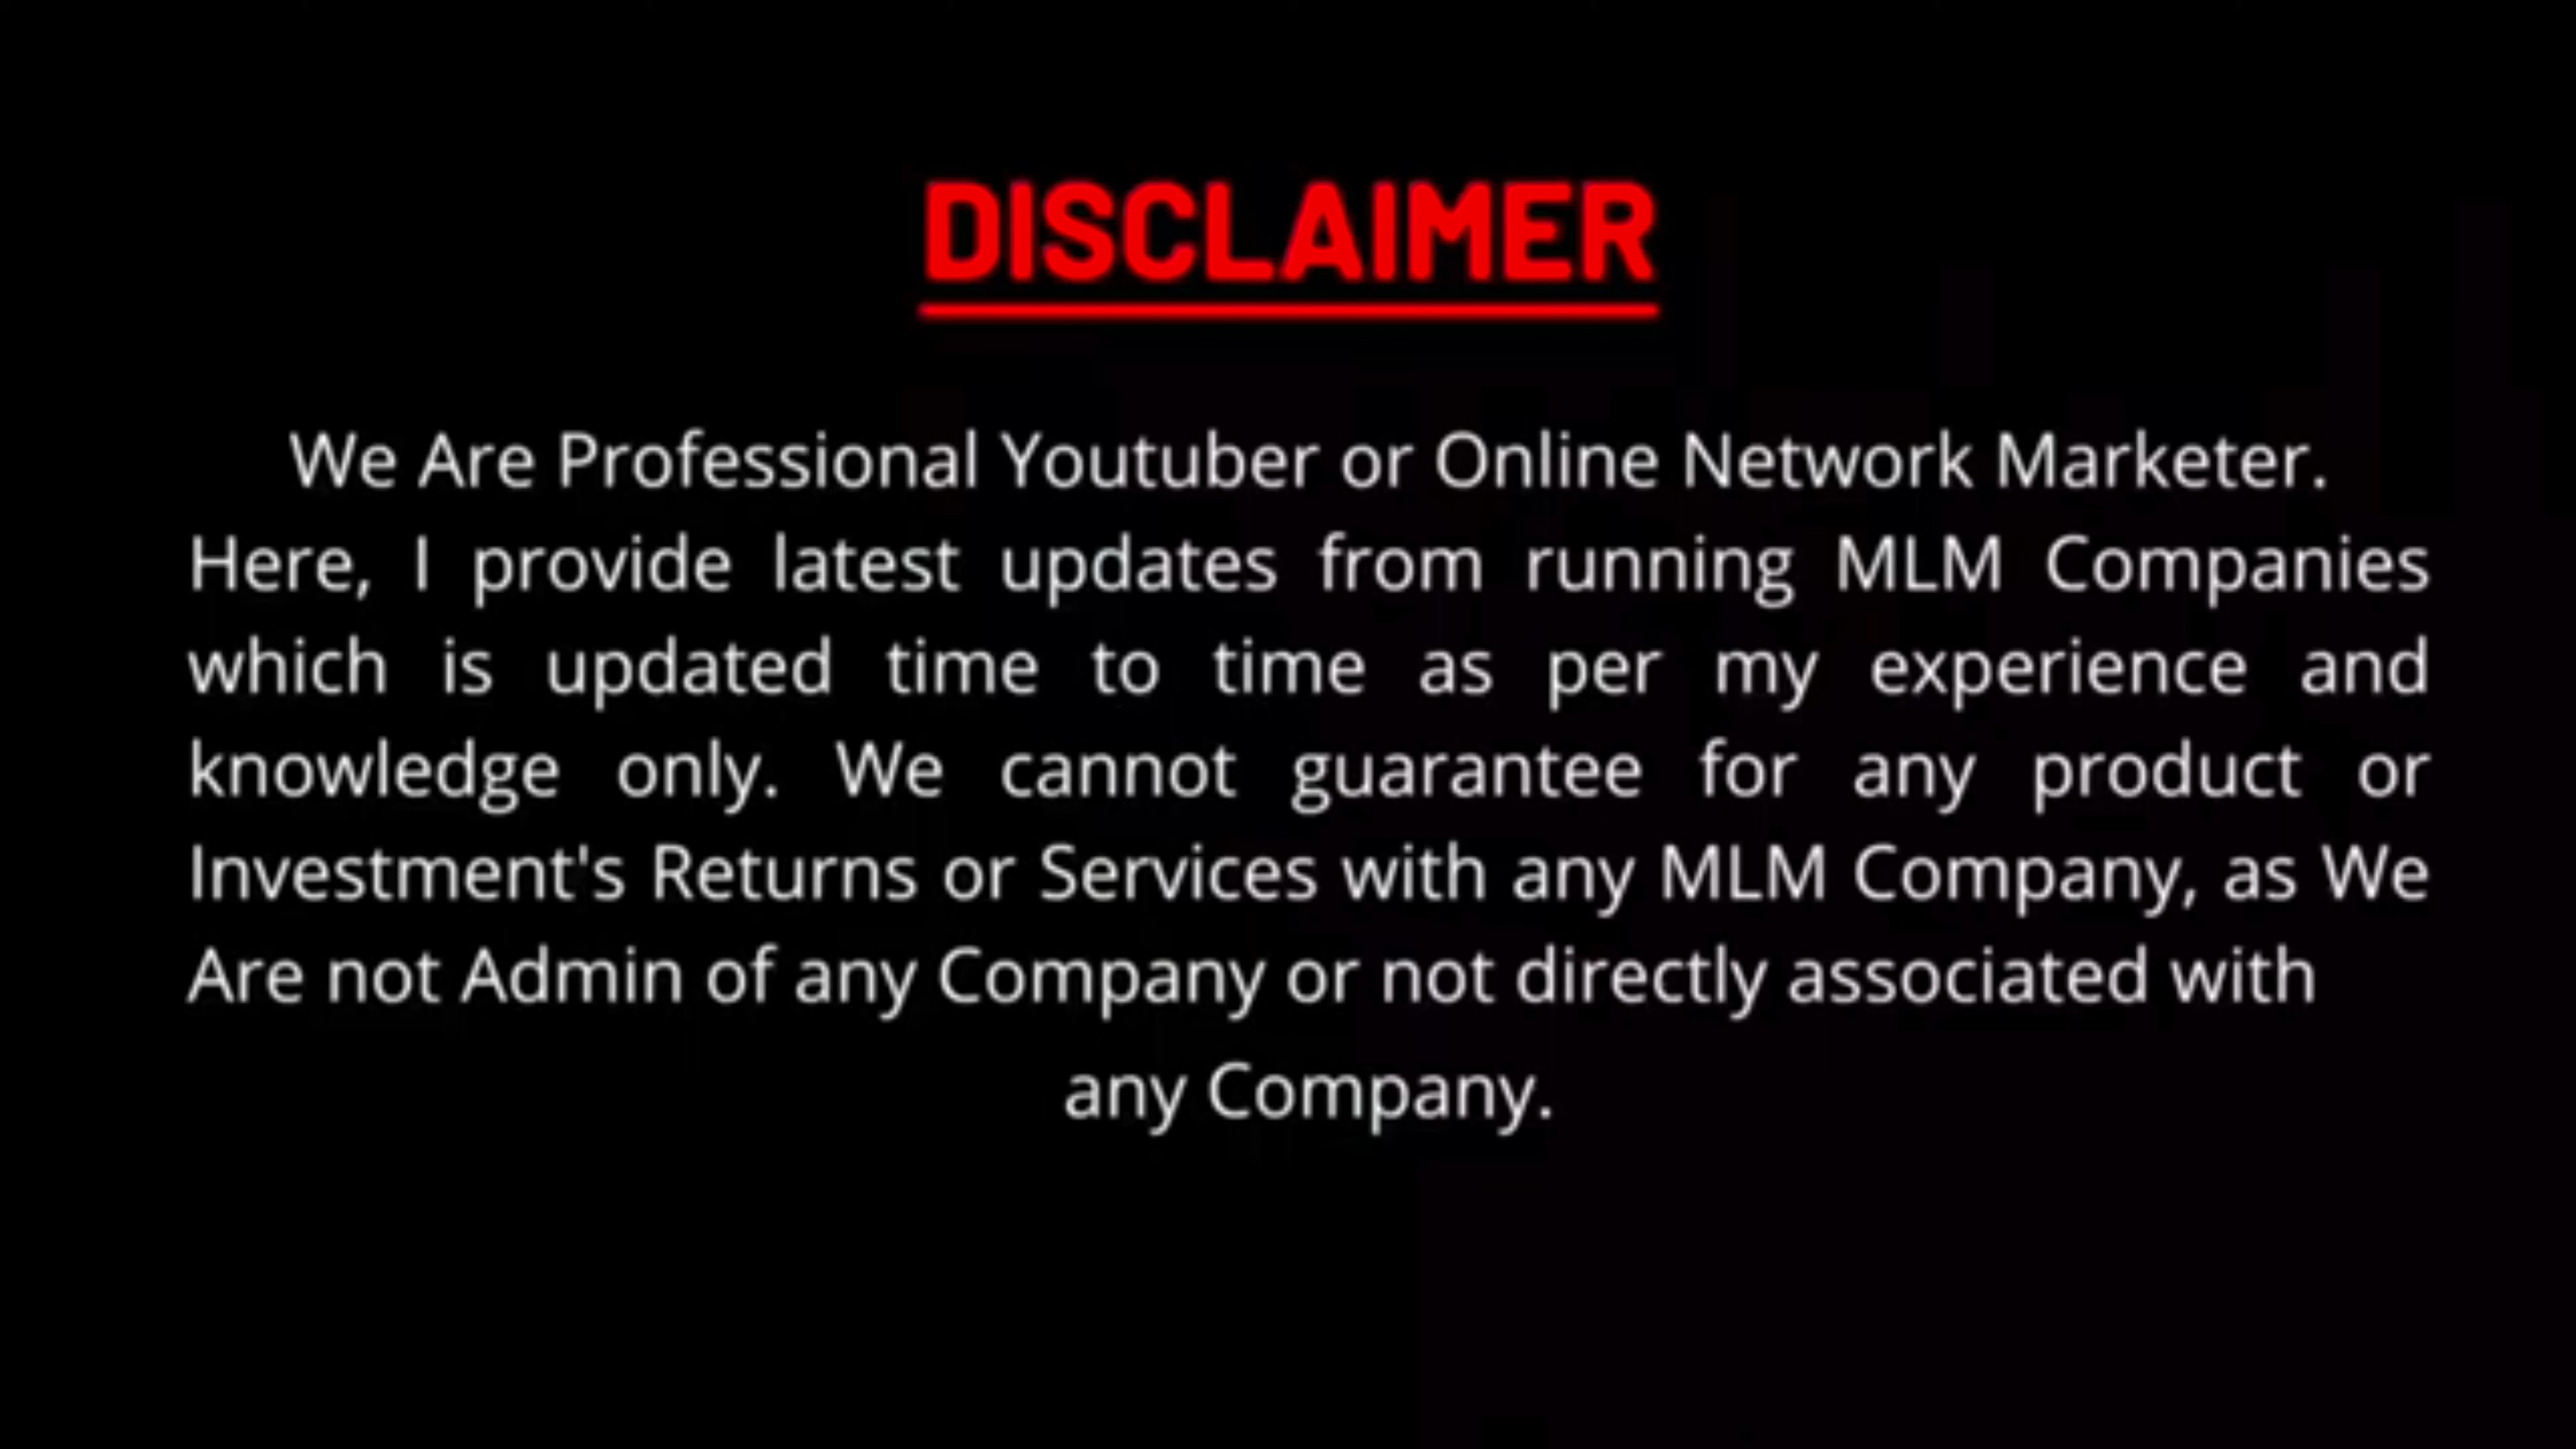 DISCLAIMER
We Are Professional Youtuber or Online Network Marketer.
Here, I provide latest updates from running MLM Companies
which is updated time to time as per my experience and
knowledge only. We cannot guarantee for any product or
Investment's Returns or Services with any MLM Company, as We
Are not Admin of any Company or not directly associated with
any Company.